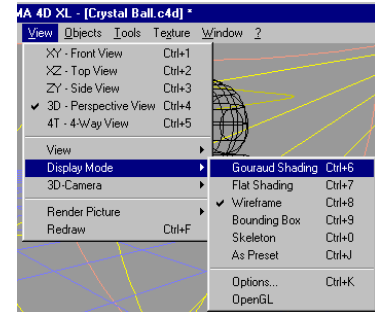 MA 4D XL - [Crystal Ball.c4d] *
View Objects Tools Texture Window ?
XY - Front View Ctrl+1
XZ - Top View Ctrl+2
ZY - Side View Ctrl+3
3D - Perspective View Ctrl+4
4T - 4-Way View Ctrl+5
View
Display Mode
3D-Camera
Render Picture
Redraw Ctrl+F
Gouraud Shading Ctrl+6
Flat Shading Ctrl+7
Wireframe Ctrl+8
Bounding Box Ctrl+9
Skeleton Ctrl+0
As Preset Ctrl+J
Options... Ctrl+K
OpenGL